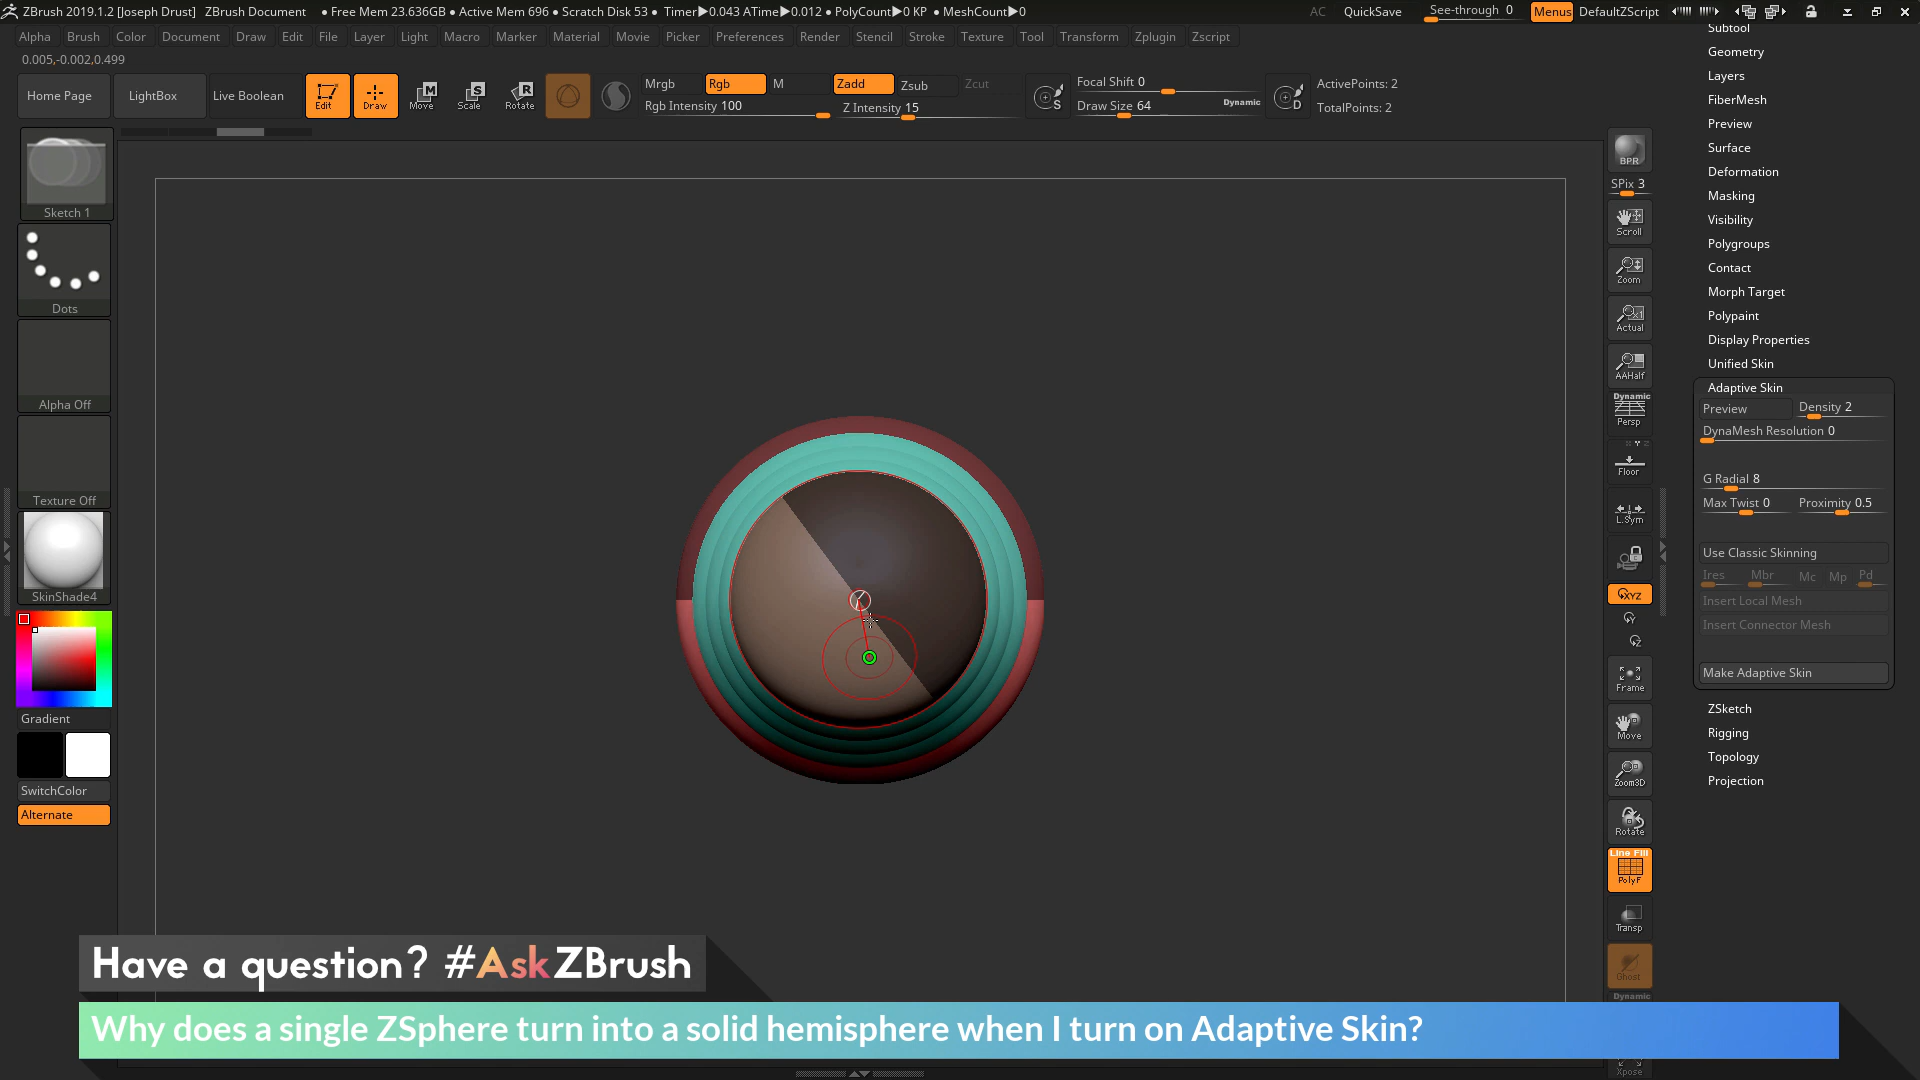 ZBrush 2019.1.2 [Joseph Drust] ZBrush Document • Free Mem 23.636GB • Active Mem 696 • Scratch Disk 53 • Timer▶0.043 ATime▶0.012 • PolyCount▶0 KP • MeshCount▶0 AC QuickSave See-through 0 Menus DefaultZScript
Alpha Brush Color Document Draw Edit File Layer Light Macro Marker Material Movie Picker Preferences Render Stencil Stroke Texture Tool Transform Zplugin Zscript
0.005,-0.002,0.499
Home Page LightBox Live Boolean Edit Draw Move Scale Rotate
Mrgb Rgb M Zadd Zsub Zcut
Rgb Intensity 100 Z Intensity 15
S Focal Shift 0
Draw Size 64 Dynamic D
ActivePoints: 2
TotalPoints: 2
Sketch 1
Dots
Alpha Off
Texture Off
SkinShade4
Gradient
SwitchColor
Alternate
BPR
SPix 3
Scroll
Zoom
Actual
AAHalf
Dynamic
Persp
Floor
L.Sym
XYZ
Y
Z
Frame
Move
Zoom3D
Rotate
Line Fill
PolyF
Transp
Ghost
Dynamic
Xpose
Subtool
Geometry
Layers
FiberMesh
Preview
Surface
Deformation
Masking
Visibility
Polygroups
Contact
Morph Target
Polypaint
Display Properties
Unified Skin
Adaptive Skin
Preview Density 2
DynaMesh Resolution 0
G Radial 8
Max Twist 0 Proximity 0.5
Use Classic Skinning
Ires Mbr Mc Mp Pd
Insert Local Mesh
Insert Connector Mesh
Make Adaptive Skin
ZSketch
Rigging
Topology
Projection
Have a question? #AskZBrush
Why does a single ZSphere turn into a solid hemisphere when I turn on Adaptive Skin?